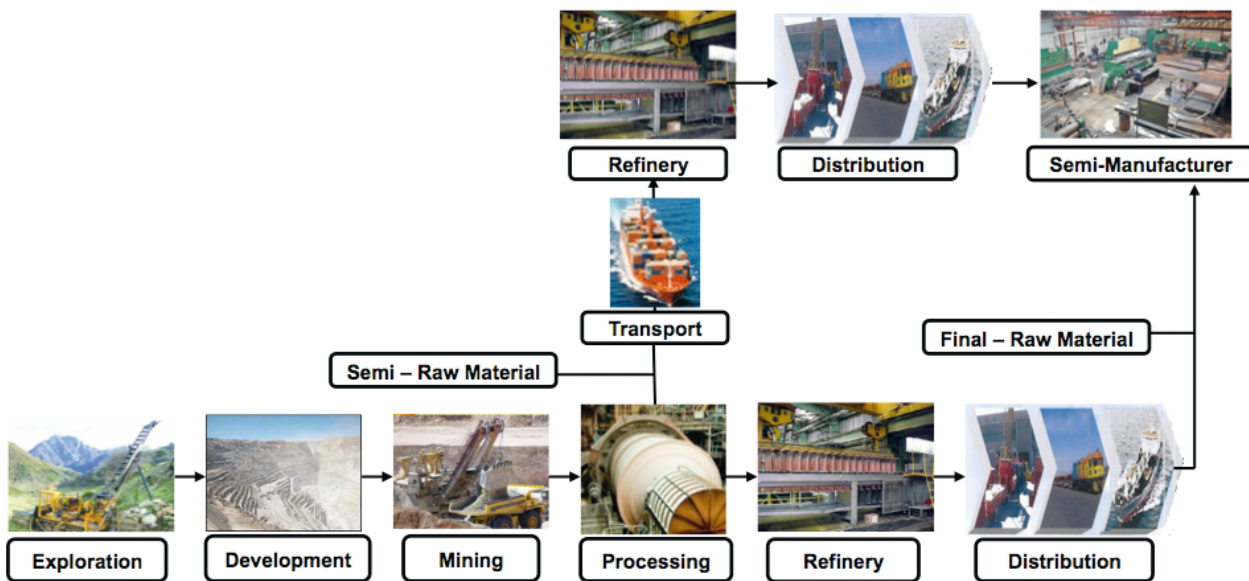 Refinery
Distribution
Semi-Manufacturer
Transport
Final – Raw Material
Semi – Raw Material
Exploration
Development
Mining
Processing
Refinery
Distribution